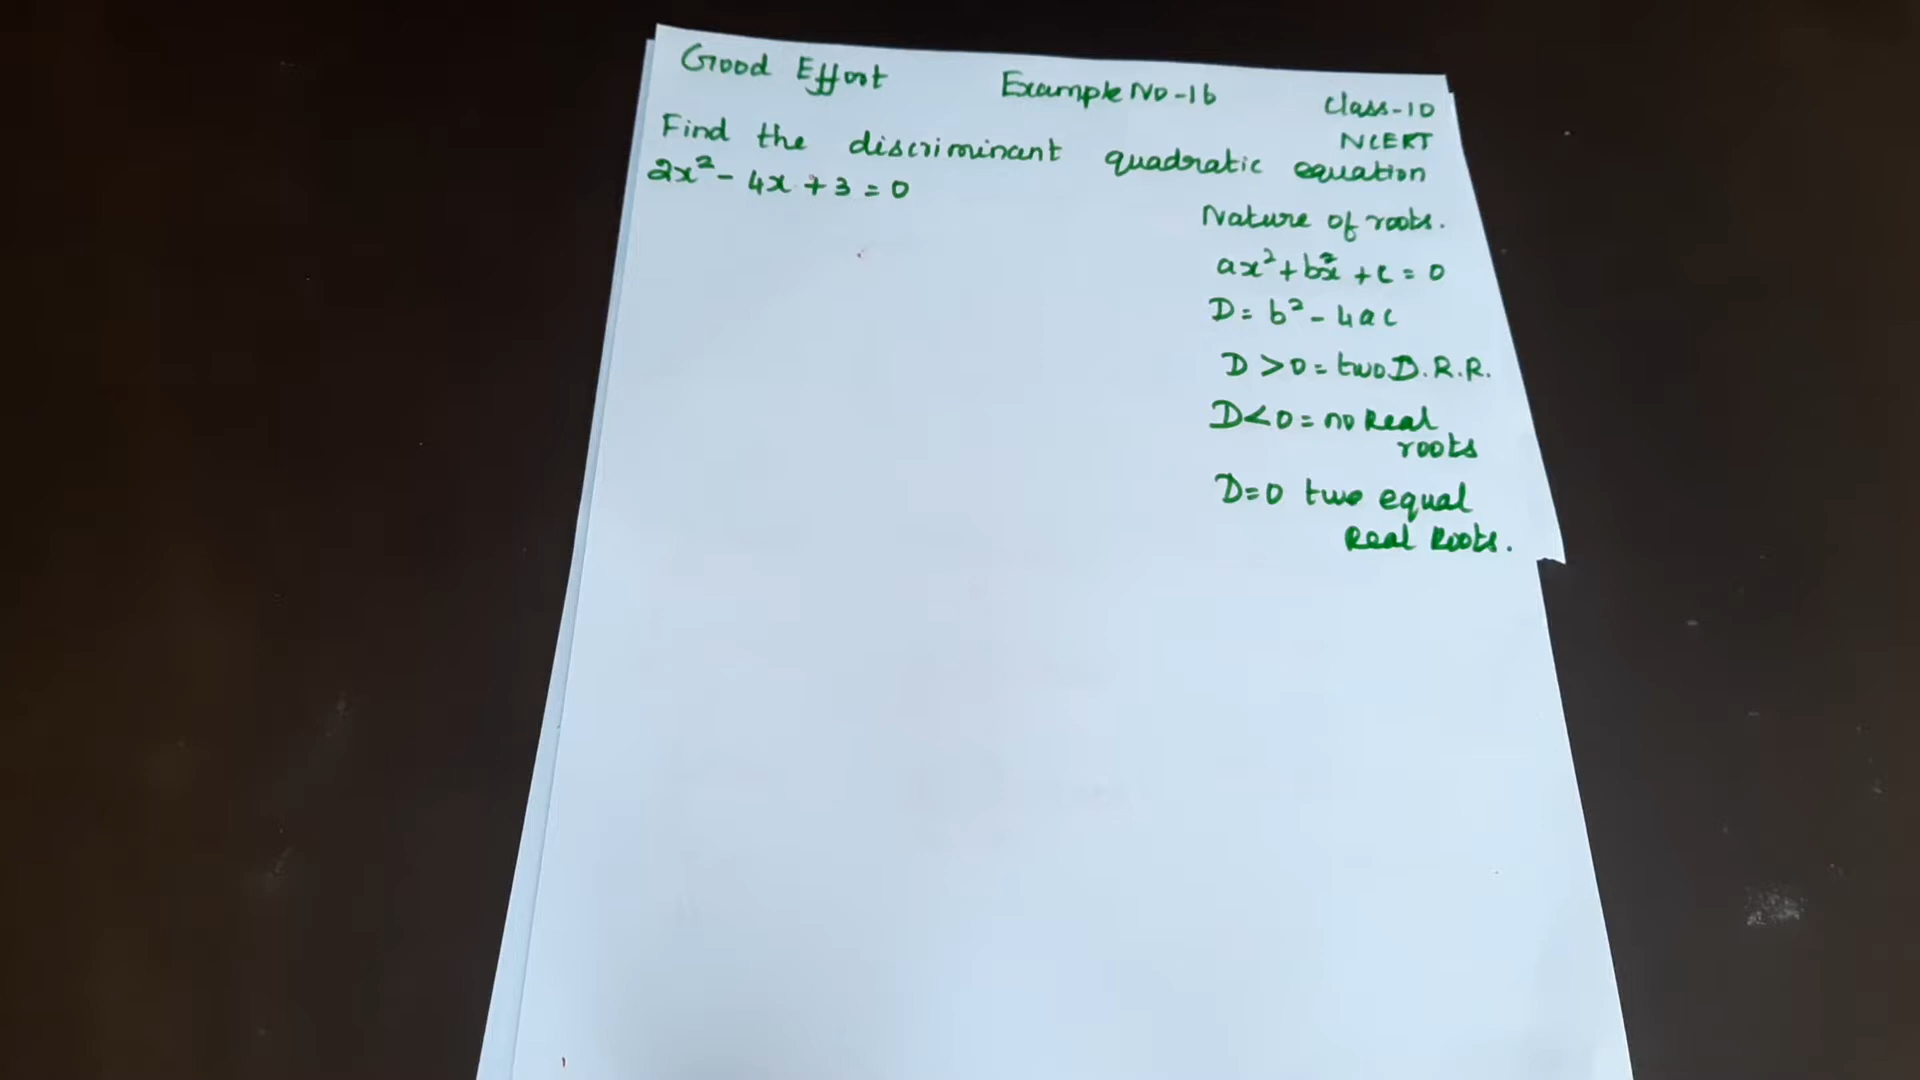 Good Effort Example No-16 Class-10
NCERT
Find the discriminant quadratic equation
2x² - 4x + 3 = 0
Nature of roots.
ax² + bx² + c = 0
D = b² - 4ac
D > 0 = two D.R.R.
D < 0 = no Real
roots
D = 0 two equal
Real Roots.